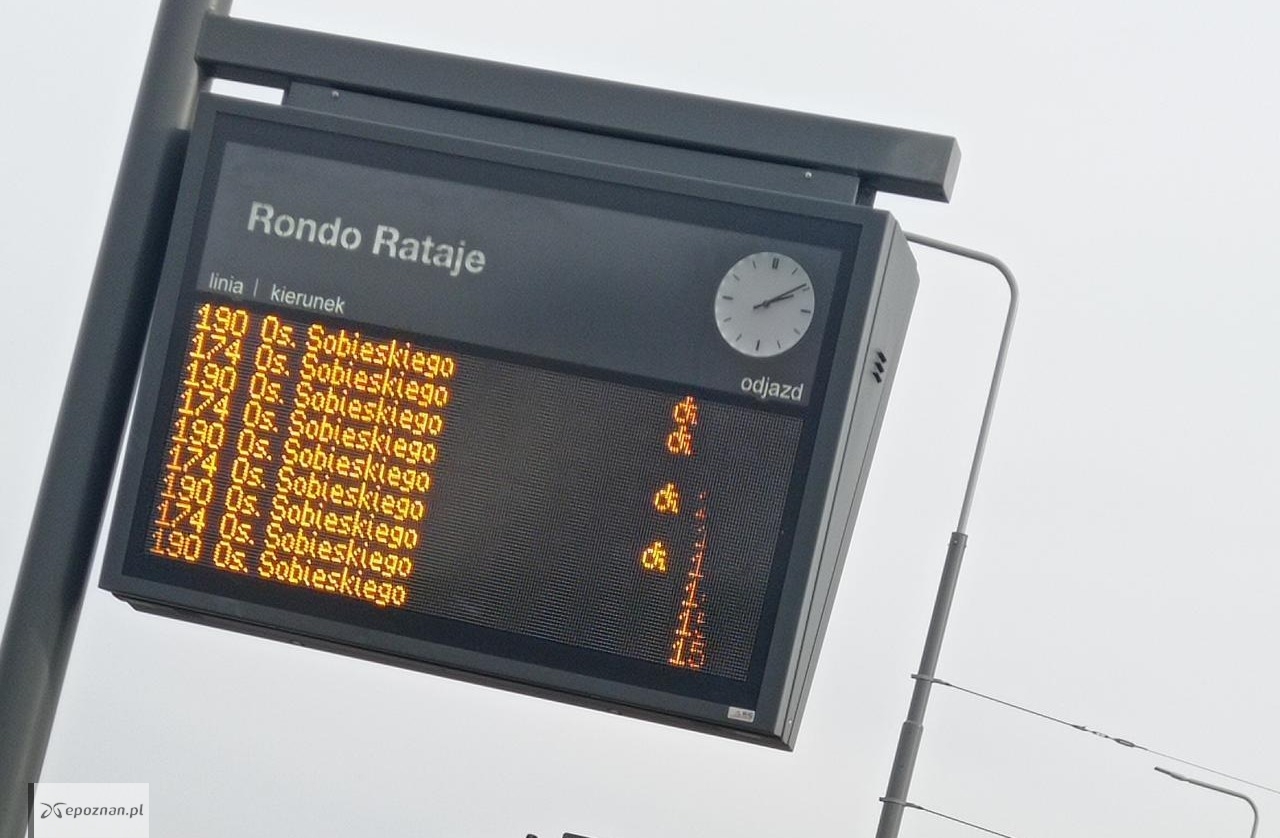 Rondo Rataje
linia | kierunek
odjazd
190 Os. Sobieskiego
174 Os. Sobieskiego
190 Os. Sobieskiego
174 Os. Sobieskiego
190 Os. Sobieskiego
174 Os. Sobieskiego
190 Os. Sobieskiego
174 Os. Sobieskiego
190 Os. Sobieskiego 15
epoznan.pl